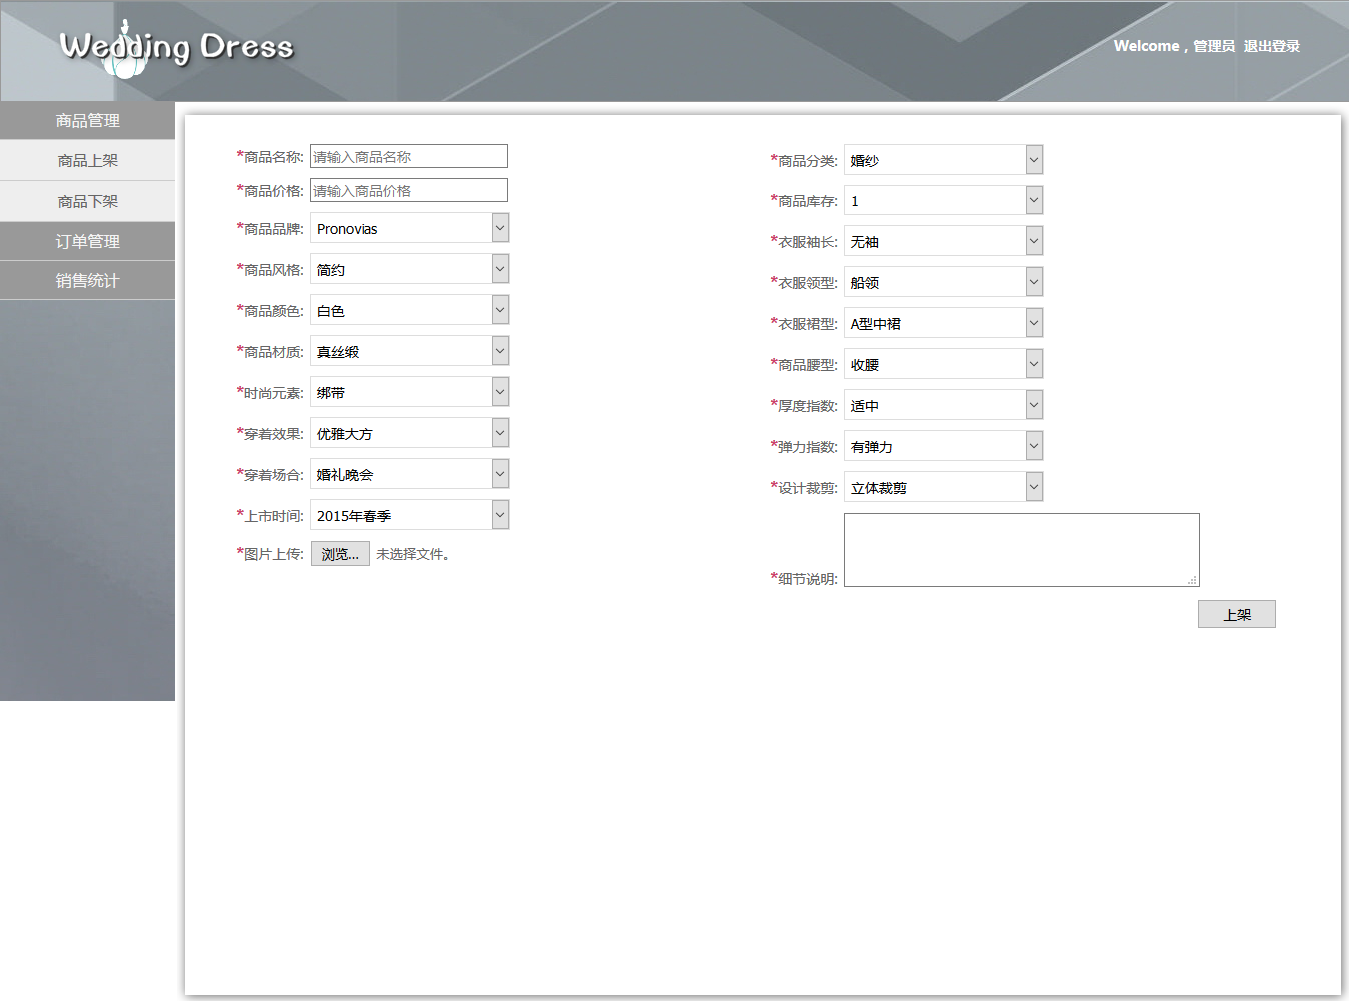 Wedding Dress
Welcome , 管理员 退出登录
商品管理
商品上架
商品下架
订单管理
销售统计
*商品名称: 请输入商品名称
*商品价格: 请输入商品价格
*商品品牌: Pronovias
*商品风格: 简约
*商品颜色: 白色
*商品材质: 真丝缎
*时尚元素: 绑带
*穿着效果: 优雅大方
*穿着场合: 婚礼晚会
*上市时间: 2015年春季
*图片上传: 浏览... 未选择文件。
*商品分类: 婚纱
*商品库存: 1
*衣服袖长: 无袖
*衣服领型: 船领
*衣服裙型: A型中裙
*商品腰型: 收腰
*厚度指数: 适中
*弹力指数: 有弹力
*设计裁剪: 立体裁剪
*细节说明:
上架